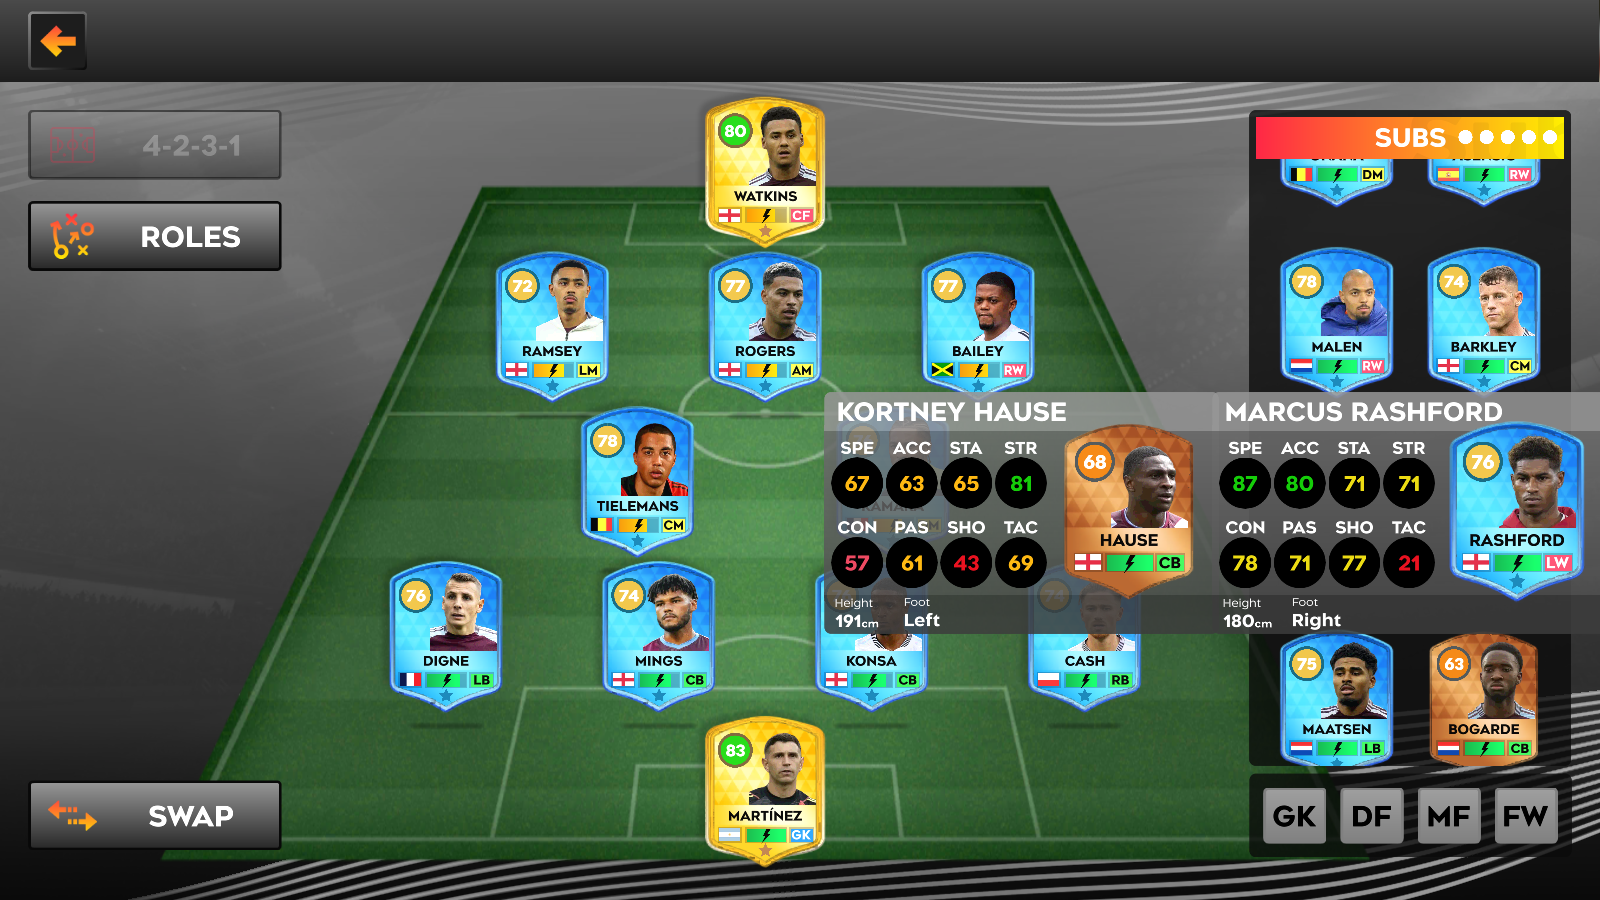 4-2-3-1
ROLES
SWAP
80
WATKINS
CF
72
RAMSEY
LM
77
ROGERS
AM
77
BAILEY
RW
78
TIELEMANS
CM
76
DIGNE
LB
74
MINGS
CB
KONSA
CB
74
CASH
RB
83
MARTÍNEZ
GK
SUBS
DM
RW
78
MALEN
RW
74
BARKLEY
CM
KORTNEY HAUSE
SPE ACC STA STR
67 63 65 81
CON PAS SHO TAC
57 61 43 69
Height Foot
191cm Left
68
HAUSE
CB
MARCUS RASHFORD
SPE ACC STA STR
87 80 71 71
CON PAS SHO TAC
78 71 77 21
Height Foot
180cm Right
76
RASHFORD
LW
75
MAATSEN
LB
63
BOGARDE
CB
GK DF MF FW